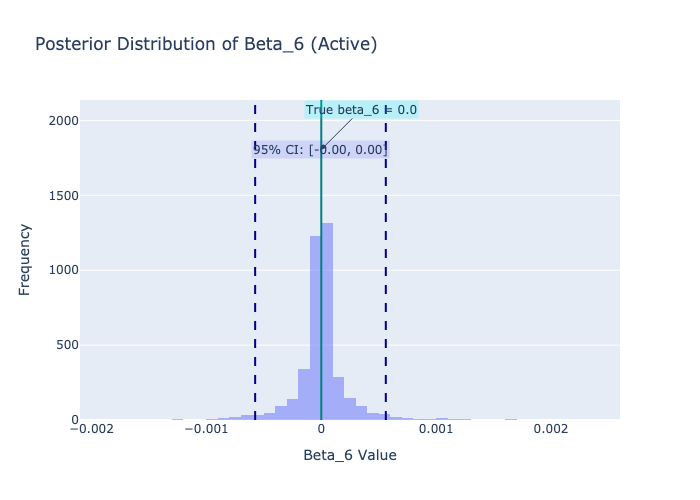 Posterior Distribution of Beta_6 (Active)
True beta_6 = 0.0
95% CI: [-0.00, 0.00]
2000
1500
1000
500
0
Frequency
−0.002
−0.001
0
0.001
0.002
Beta_6 Value